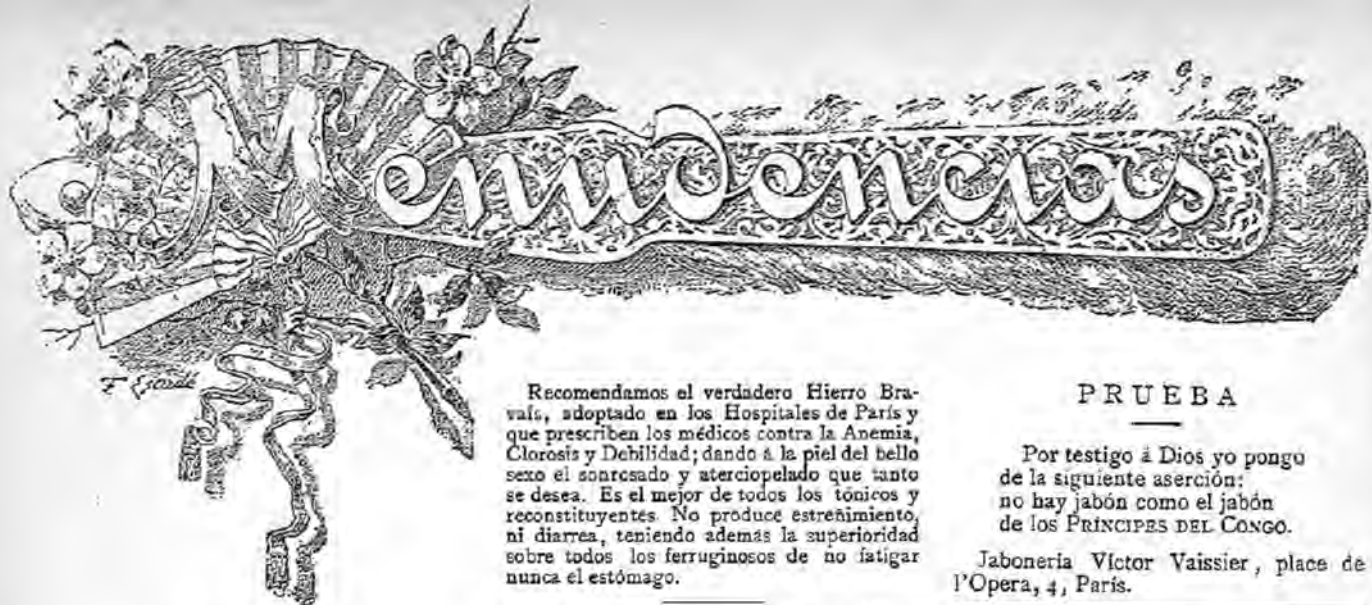 Menudencias
Recomendamos el verdadero Hierro Bra-
vais, adoptado en los Hospitales de París y
que prescriben los médicos contra la Anemia,
Clorosis y Debilidad; dando á la piel del bello
sexo el sonrosado y aterciopelado que tanto
se desea. Es el mejor de todos los tónicos y
reconstituyentes. No produce estreñimiento,
ni diarrea, teniendo además la superioridad
sobre todos los ferruginosos de no fatigar
nunca el estómago.
PRUEBA
Por testigo á Dios yo pongo
de la siguiente aserción:
no hay jabón como el jabón
de los PRÍNCIPES DEL CONGO.
Jabonería Víctor Vaissier, place de
l'Opera, 4, París.